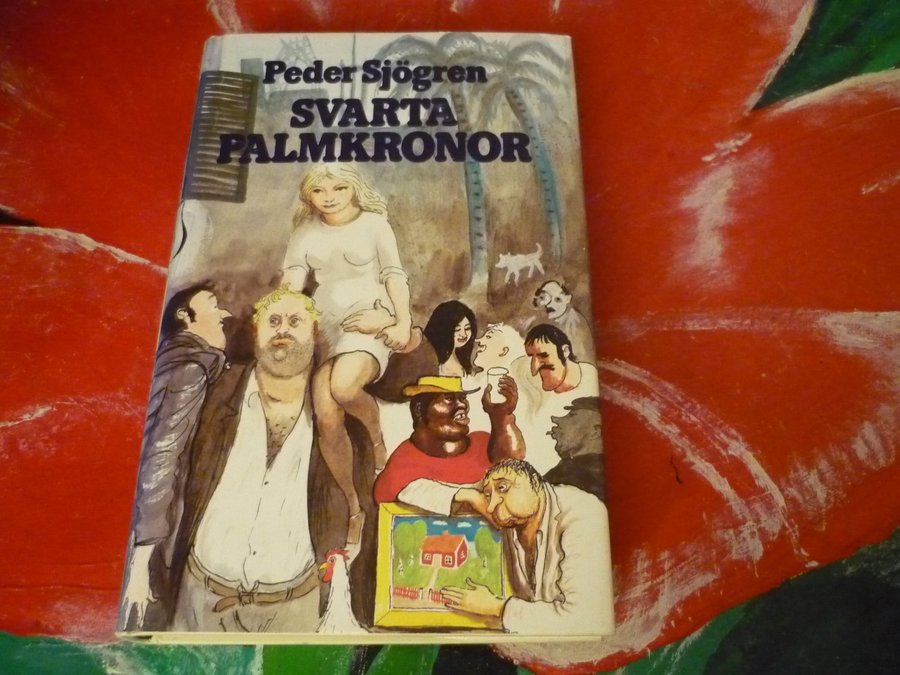 Peder Sjögren
SVARTA
PALMKRONOR